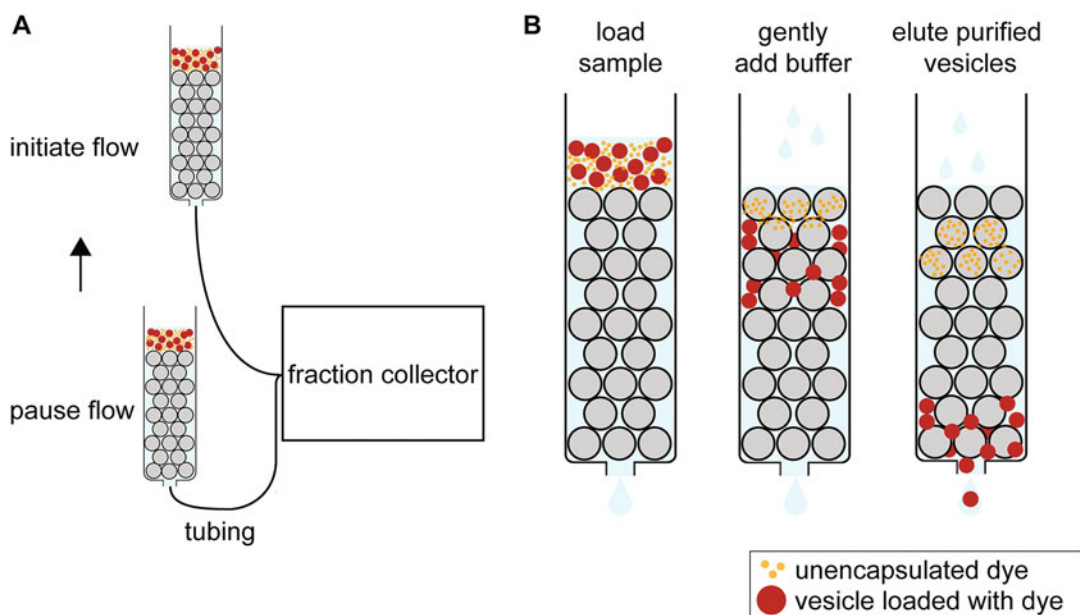 A
initiate flow
pause flow
tubing
fraction collector
B
load
sample
gently
add buffer
elute purified
vesicles
unencapsulated dye
vesicle loaded with dye